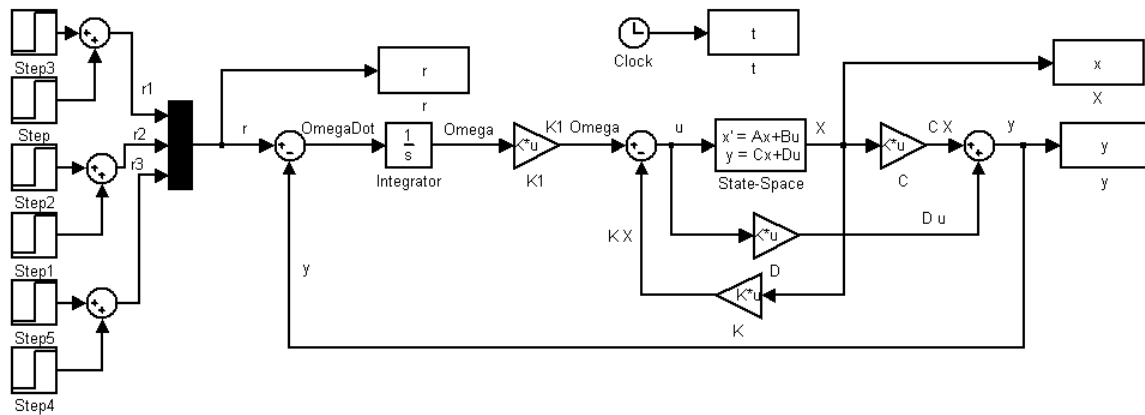 Step3
Step
Step2
Step1
Step5
Step4
r1
r2
r3
r
r
r
OmegaDot
1
s
Integrator
Omega
K*u
K1
K1 Omega
Clock
t
t
u
x' = Ax+Bu
y = Cx+Du
State-Space
X
K*u
C
C X
y
x
X
y
y
K*u
D
D u
K*u
K
K X
y